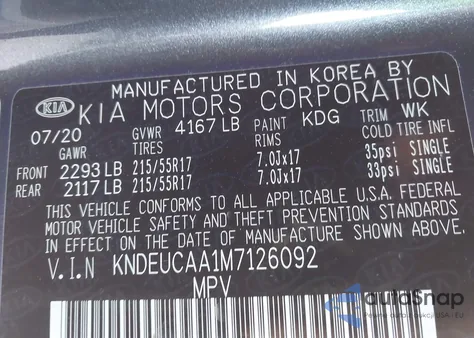 MANUFACTURED IN KOREA BY
KIA KIA MOTORS CORPORATION
07/20 GVWR 4167 LB PAINT KDG TRIM WK
GAWR RIMS COLD TIRE INFL
FRONT 2293 LB 215/55R17 7.0Jx17 35psi SINGLE
REAR 2117 LB 215/55R17 7.0Jx17 33psi SINGLE
THIS VEHICLE CONFORMS TO ALL APPLICABLE U.S.A. FEDERAL
MOTOR VEHICLE SAFETY AND THEFT PREVENTION STANDARDS
IN EFFECT ON THE DATE OF MANUFACTURE SHOWN ABOVE.
V.I.N KNDEUCAA1M7126092
MPV
autoSnap